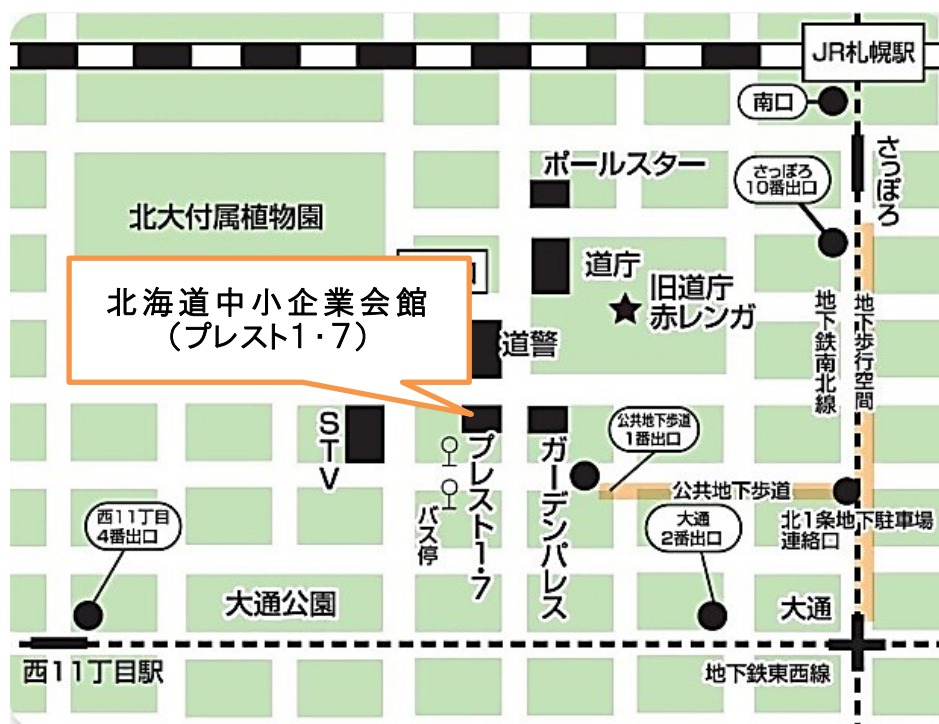 JR札幌駅
南口
さっぽろ
さっぽろ
10番出口
ポールスター
北大付属植物園
道庁
旧道庁
赤レンガ
北海道中小企業会館
(プレスト1・7)
道警
地下鉄南北線
地下歩行空間
STV
プレスト1・7
ガーデンパレス
公共地下歩道
1番出口
公共地下歩道
バス停
西11丁目
4番出口
大通
2番出口
北1条地下駐車場
連絡口
大通公園
大通
西11丁目駅
地下鉄東西線